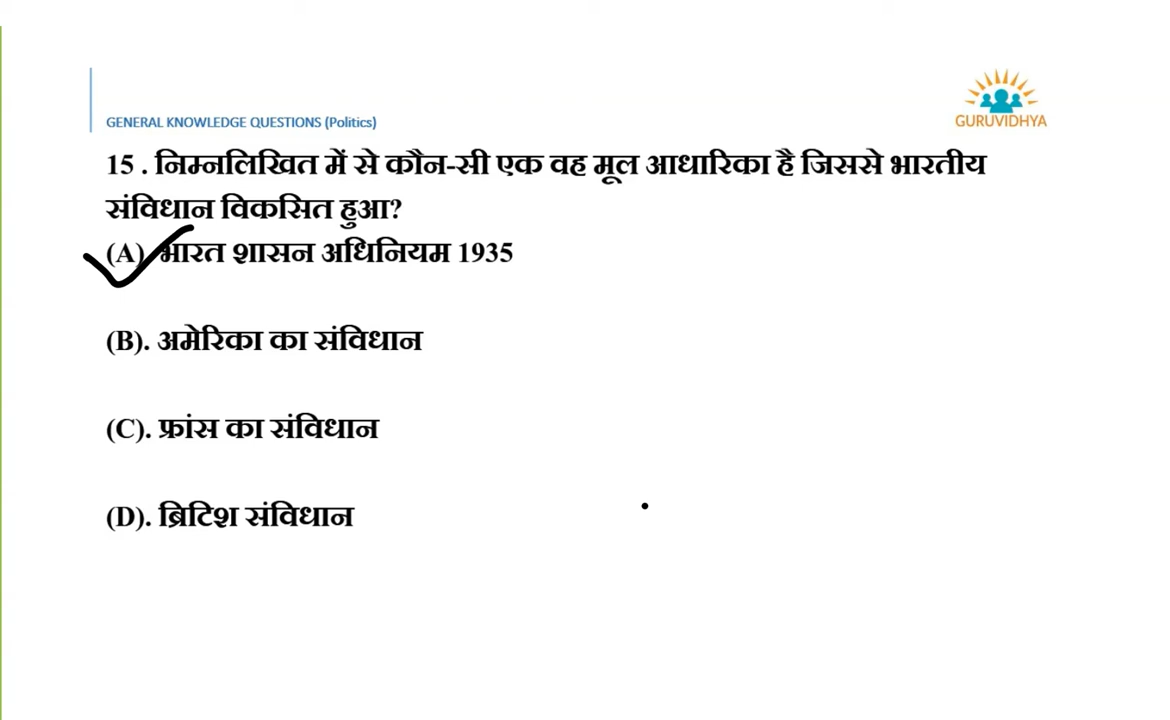 GURUVIDHYA
GENERAL KNOWLEDGE QUESTIONS (Politics)
15 . निम्नलिखित में से कौन-सी एक वह मूल आधारिका है जिससे भारतीय
संविधान विकसित हुआ?
(A). भारत शासन अधिनियम 1935
(B). अमेरिका का संविधान
(C). फ्रांस का संविधान
(D). ब्रिटिश संविधान